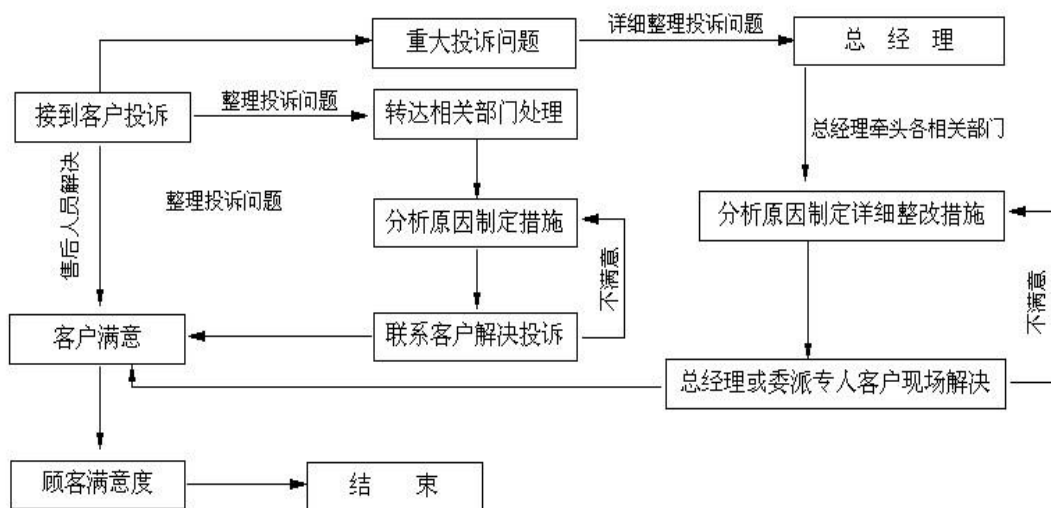 重大投诉问题
详细整理投诉问题
总 经 理
接到客户投诉
整理投诉问题
转达相关部门处理
总经理牵头各相关部门
售后人员解决
整理投诉问题
分析原因制定措施
不满意
分析原因制定详细整改措施
不满意
客户满意
联系客户解决投诉
总经理或委派专人客户现场解决
顾客满意度
结 束